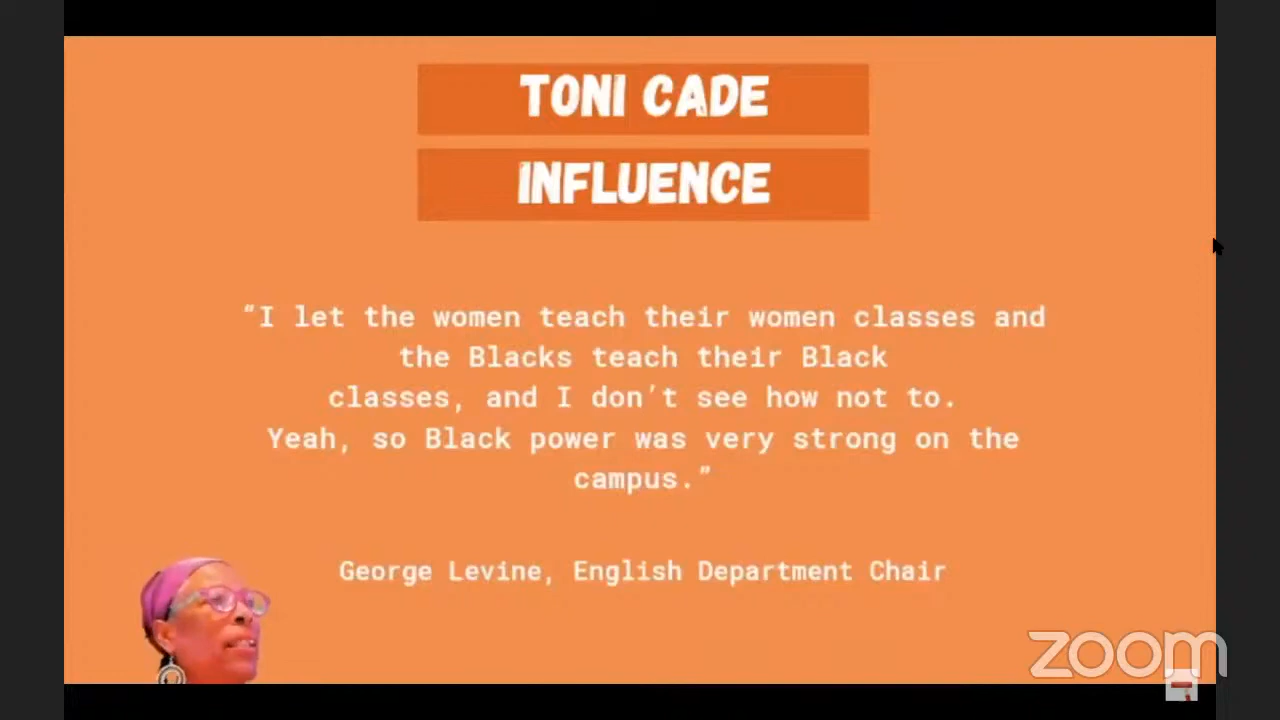 TONI CADE
INFLUENCE
“I let the women teach their women classes and
the Blacks teach their Black
classes, and I don’t see how not to.
Yeah, so Black power was very strong on the
campus.”
George Levine, English Department Chair
zoom